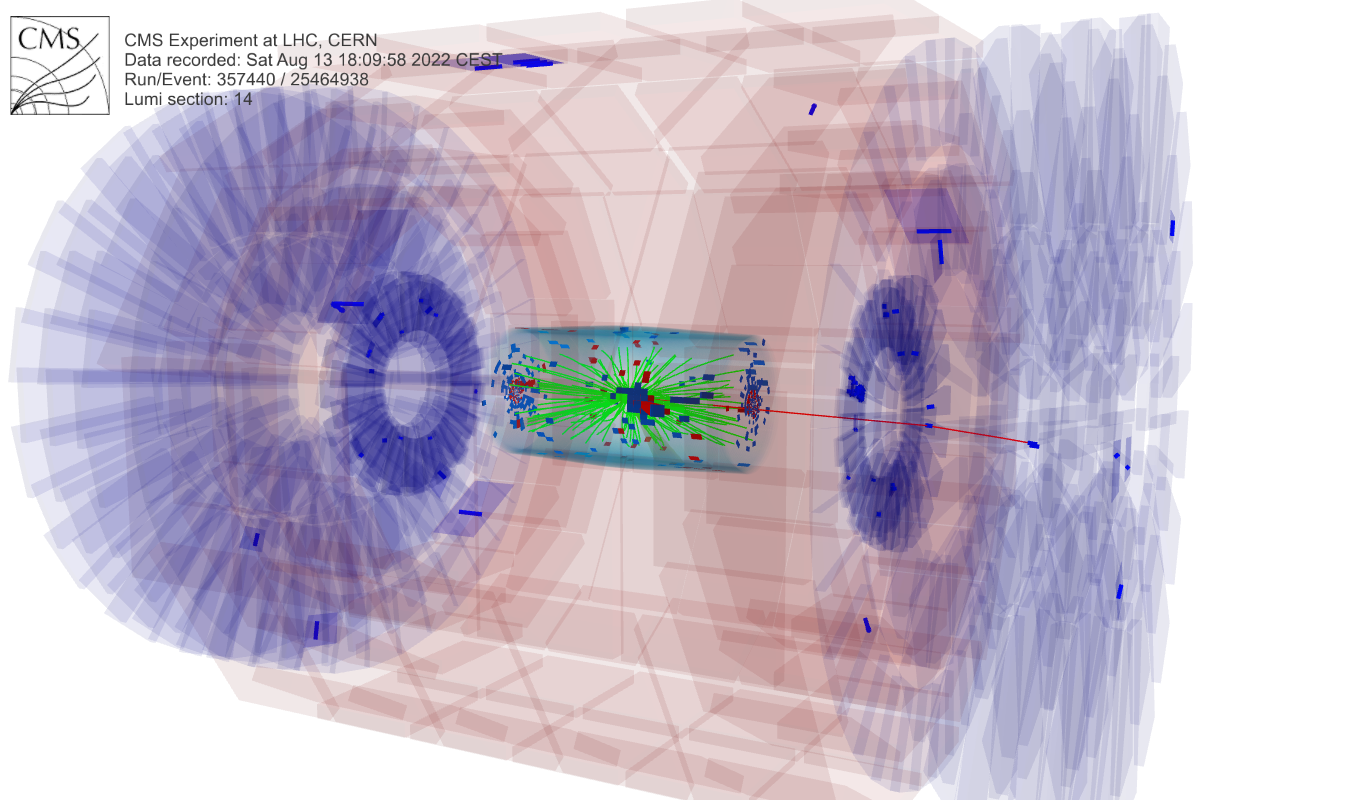 CMS
CMS Experiment at LHC, CERN
Data recorded: Sat Aug 13 18:09:58 2022 CEST
Run/Event: 357440 / 25464938
Lumi section: 14